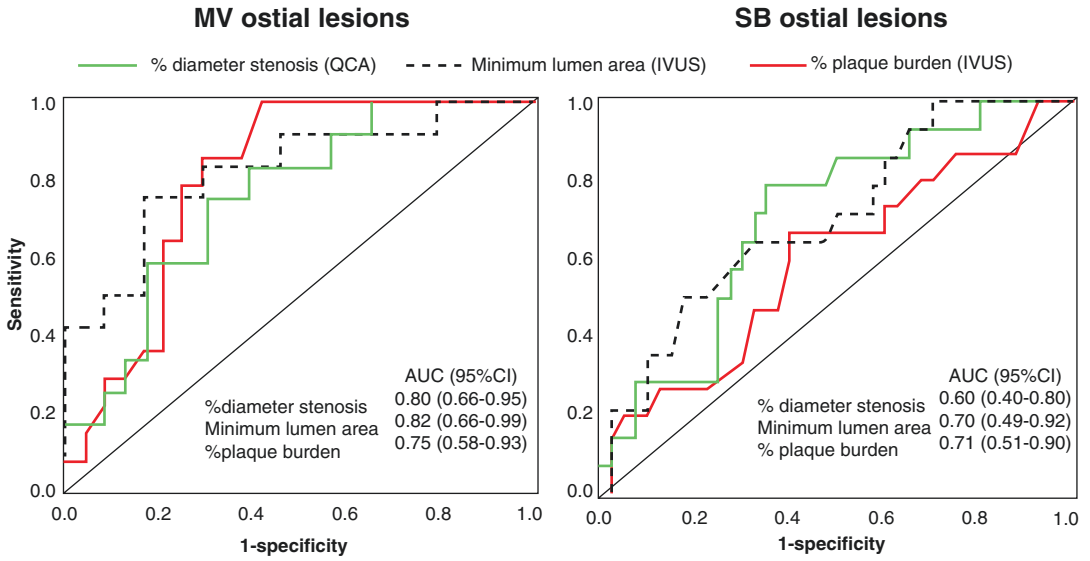 MV ostial lesions
SB ostial lesions
% diameter stenosis (QCA)
Minimum lumen area (IVUS)
% plaque burden (IVUS)
Sensitivity
1.0
0.8
0.6
0.4
0.2
0.0
AUC (95%CI)
%diameter stenosis 0.80 (0.66-0.95)
Minimum lumen area 0.82 (0.66-0.99)
%plaque burden 0.75 (0.58-0.93)
0.0 0.2 0.4 0.6 0.8 1.0
1-specificity
1.0
0.8
0.6
0.4
0.2
0.0
AUC (95%CI)
% diameter stenosis 0.60 (0.40-0.80)
Minimum lumen area 0.70 (0.49-0.92)
% plaque burden 0.71 (0.51-0.90)
0.0 0.2 0.4 0.6 0.8 1.0
1-specificity